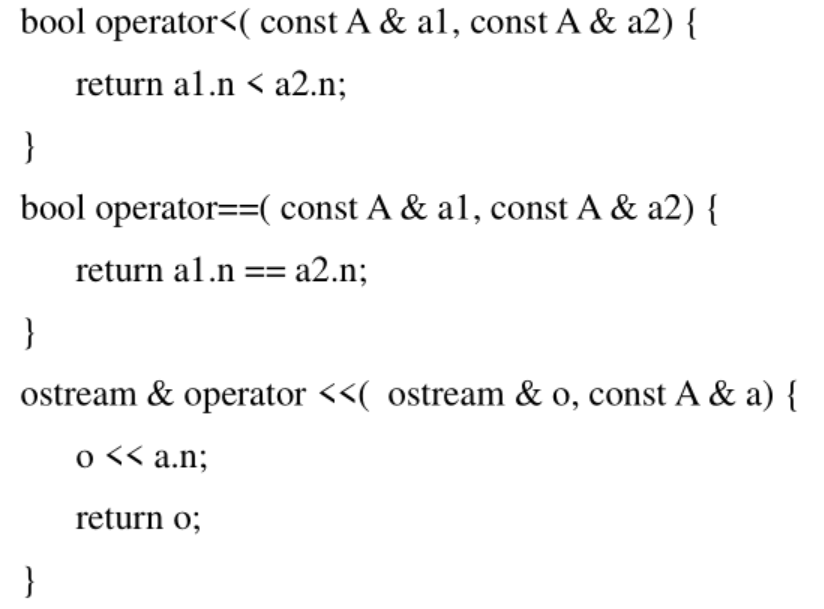 bool operator<( const A & a1, const A & a2) {
return a1.n < a2.n;
}
bool operator==( const A & a1, const A & a2) {
return a1.n == a2.n;
}
ostream & operator <<(  ostream & o, const A & a) {
o << a.n;
return o;
}